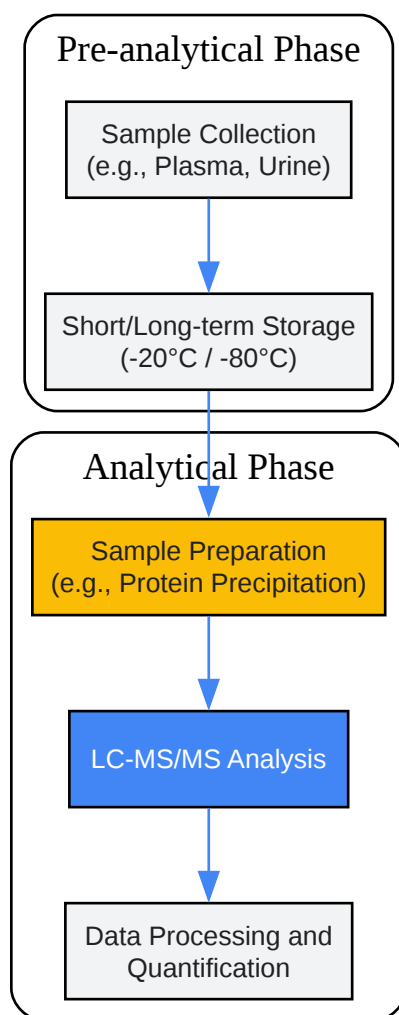 Pre-analytical Phase
Sample Collection
(e.g., Plasma, Urine)
Short/Long-term Storage
(-20°C / -80°C)
Analytical Phase
Sample Preparation
(e.g., Protein Precipitation)
LC-MS/MS Analysis
Data Processing and
Quantification